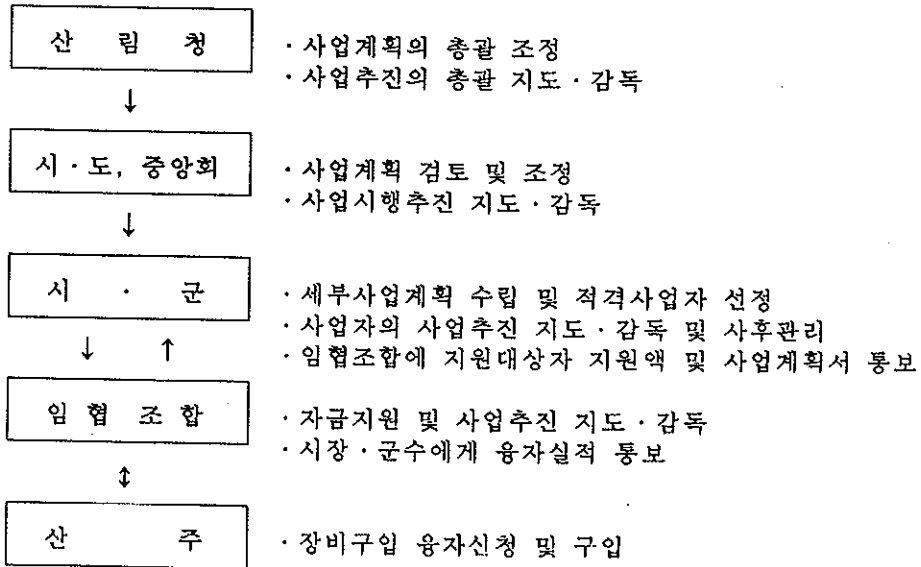 산 림 청
· 사업계획의 총괄 조정
· 사업추진의 총괄 지도 · 감독
↓
시 · 도, 중앙회
· 사업계획 검토 및 조정
· 사업시행추진 지도 · 감독
↓
시 · 군
· 세부사업계획 수립 및 적격사업자 선정
· 사업자의 사업추진 지도 · 감독 및 사후관리
· 임협조합에 지원대상자 지원액 및 사업계획서 통보
↓ ↑
임 협 조 합
· 자금지원 및 사업추진 지도 · 감독
· 시장 · 군수에게 융자실적 통보
↕
산 주
· 장비구입 융자신청 및 구입